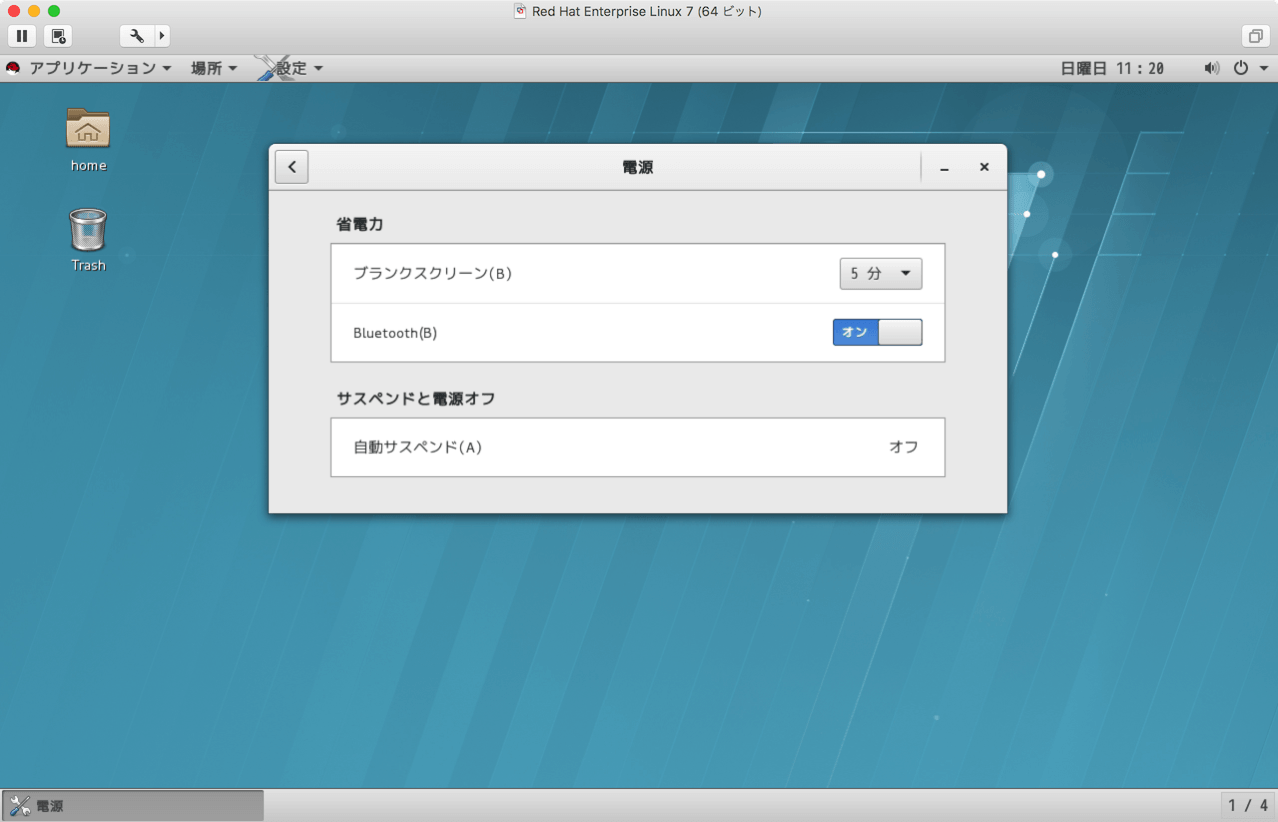 Red Hat Enterprise Linux 7 (64 ビット)
アプリケーション 場所 設定 日曜日 11:20
home
Trash
電源
省電力
ブランクスクリーン(B) 5 分
Bluetooth(B) オン
サスペンドと電源オフ
自動サスペンド(A) オフ
電源 1 / 4